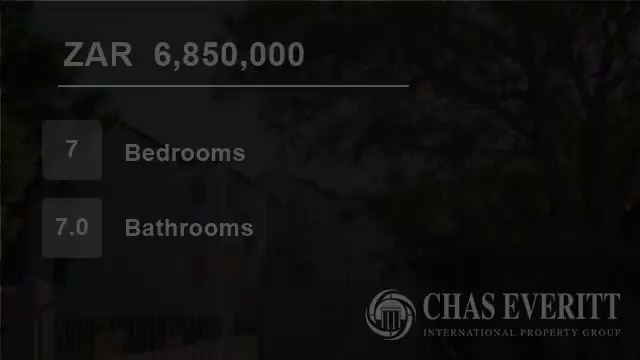 ZAR 6,850,000
7
Bedrooms
7.0
Bathrooms
CHAS EVERITT
INTERNATIONAL PROPERTY GROUP